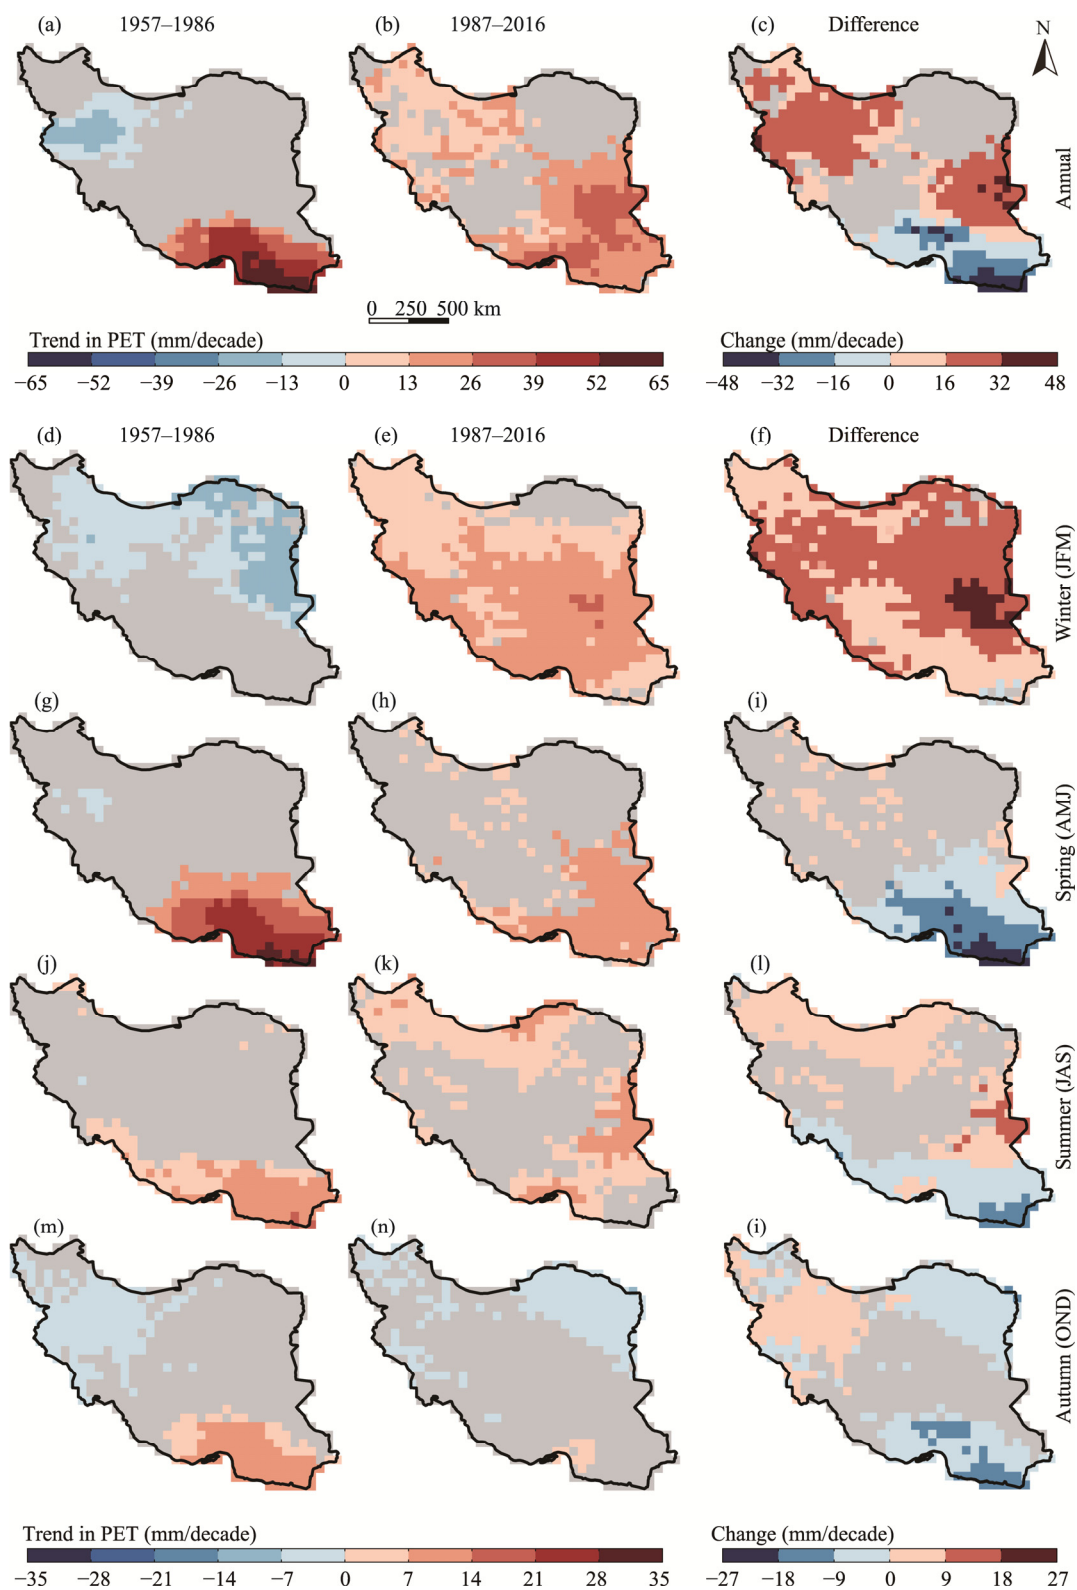 (a) 1957–1986 (b) 1987–2016 (c) Difference
N
Annual
0 250 500 km
Trend in PET (mm/decade) Change (mm/decade)
−65 −52 −39 −26 −13 0 13 26 39 52 65 −48 −32 −16 0 16 32 48
(d) 1957–1986 (e) 1987–2016 (f) Difference
Winter (JFM)
(g) (h) (i)
Spring (AMJ)
(j) (k) (l)
Summer (JAS)
(m) (n) (i)
Autumn (OND)
Trend in PET (mm/decade) Change (mm/decade)
−35 −28 −21 −14 −7 0 7 14 21 28 35 −27 −18 −9 0 9 18 27